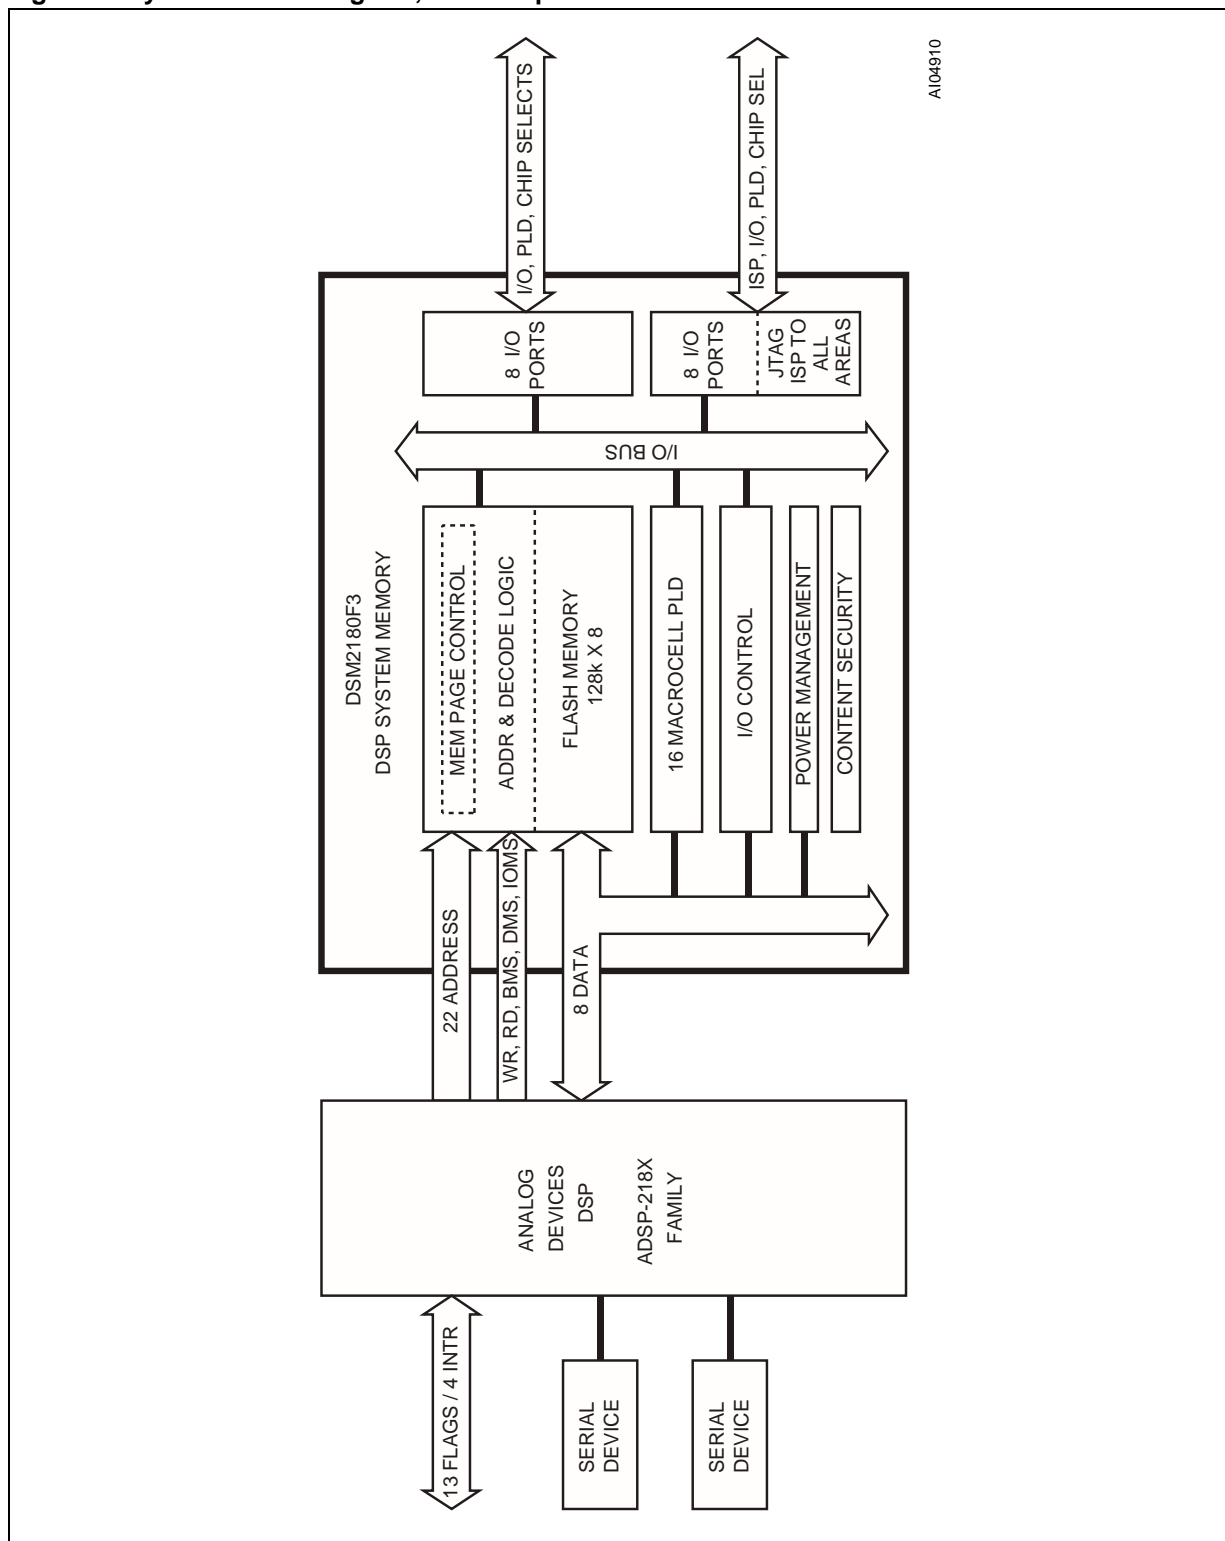 AI04910
I/O, PLD, CHIP SELECTS
ISP, I/O, PLD, CHIP SEL
8 I/O
PORTS
8 I/O
PORTS
JTAG
ISP TO
ALL
AREAS
I/O BUS
DSM2180F3
DSP SYSTEM MEMORY
MEM PAGE CONTROL
ADDR & DECODE LOGIC
FLASH MEMORY
128k X 8
16 MACROCELL PLD
I/O CONTROL
POWER MANAGEMENT
CONTENT SECURITY
22 ADDRESS
WR, RD, BMS, DMS, IOMS
8 DATA
ANALOG
DEVICES
DSP
ADSP-218X
FAMILY
13 FLAGS / 4 INTR
SERIAL
DEVICE
SERIAL
DEVICE